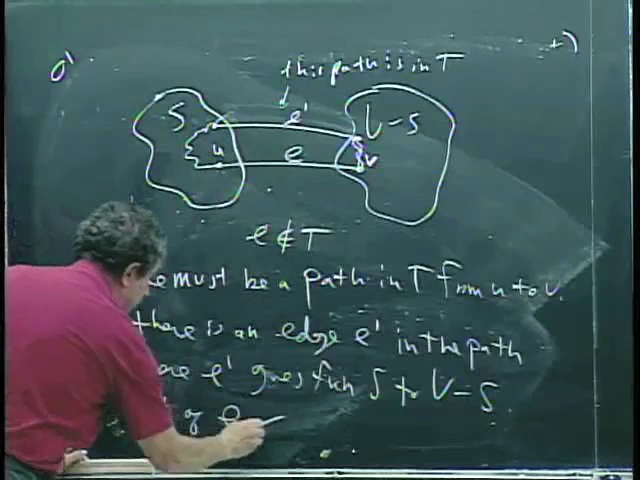 this path is in T
S
e'
V-S
u
e
v
e ∉ T
must be a path in T from u to v.
there is an edge e' in the path
e' goes from S to V-S
e